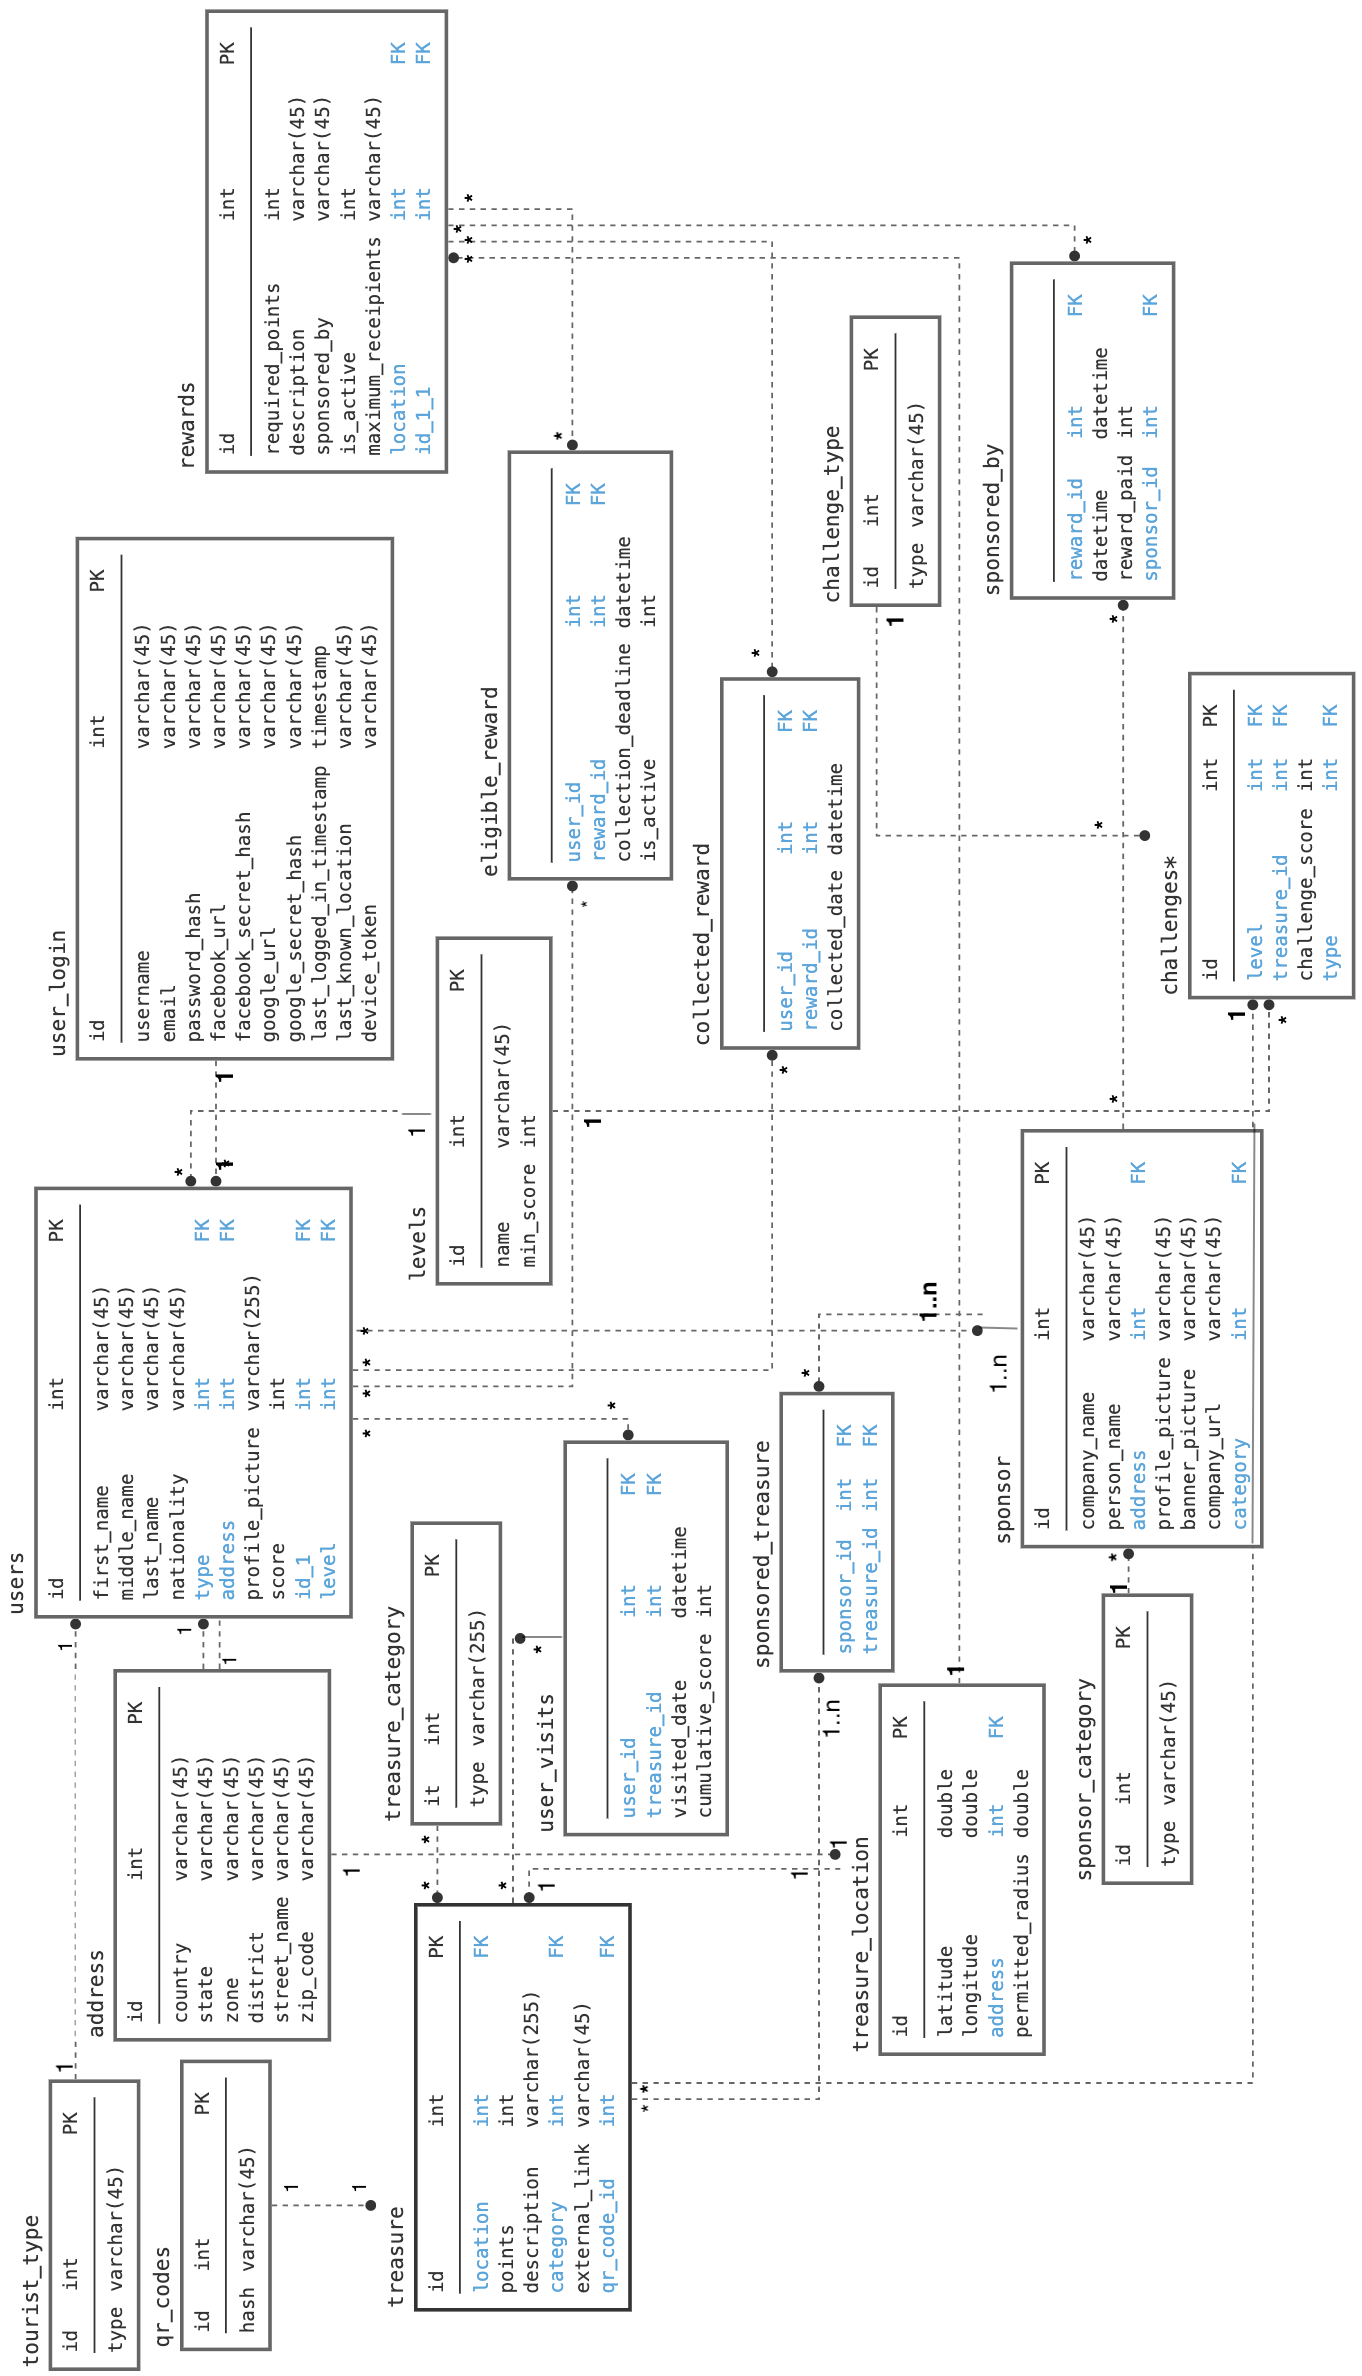 tourist_type
id int PK
type varchar(45)
qr_codes
id int PK
hash varchar(45)
1
1
1
1
treasure
id int PK
location int FK
points int
description varchar(255)
category int FK
external_link varchar(45)
qr_code_id int FK
*
*
*
1
*
*
address
id int PK
country varchar(45)
state varchar(45)
zone varchar(45)
district varchar(45)
street_name varchar(45)
zip_code varchar(45)
1
1
1
treasure_category
it int PK
type varchar(255)
user_visits
user_id int FK
treasure_id int FK
visited_date datetime
cumulative_score int
*
*
treasure_location
id int PK
latitude double
longitude double
address int FK
permitted_radius double
1
1
1
sponsored_treasure
sponsor_id int FK
treasure_id int FK
1..n
*
1..n
sponsor_category
id int PK
type varchar(45)
1
*
users
id int PK
first_name varchar(45)
middle_name varchar(45)
last_name varchar(45)
nationality varchar(45)
type int FK
address int FK
profile_picture varchar(255)
score int
id_1 int FK
level int FK
*
*
*
*
*
1
1
user_login
id int PK
username varchar(45)
email varchar(45)
password_hash varchar(45)
facebook_url varchar(45)
facebook_secret_hash varchar(45)
google_url varchar(45)
google_secret_hash varchar(45)
last_logged_in_timestamp timestamp
last_known_location varchar(45)
device_token varchar(45)
levels
id int PK
name varchar(45)
min_score int
1
1
sponsor
id int PK
company_name varchar(45)
person_name varchar(45)
address int FK
profile_picture varchar(45)
banner_picture varchar(45)
company_url varchar(45)
category int FK
1..n
*
eligible_reward
user_id int FK
reward_id int FK
collection_deadline datetime
is_active int
*
*
collected_reward
user_id int FK
reward_id int FK
collected_date datetime
*
*
challenges*
id int PK
level int FK
treasure_id int FK
challenge_score int
type int FK
1
*
*
challenge_type
id int PK
type varchar(45)
1
sponsored_by
reward_id int FK
datetime datetime
reward_paid int
sponsor_id int FK
*
*
rewards
id int PK
required_points int
description varchar(45)
sponsored_by varchar(45)
is_active int
maximum_receipients varchar(45)
location int FK
id_1_1 int FK
*
*
*
*